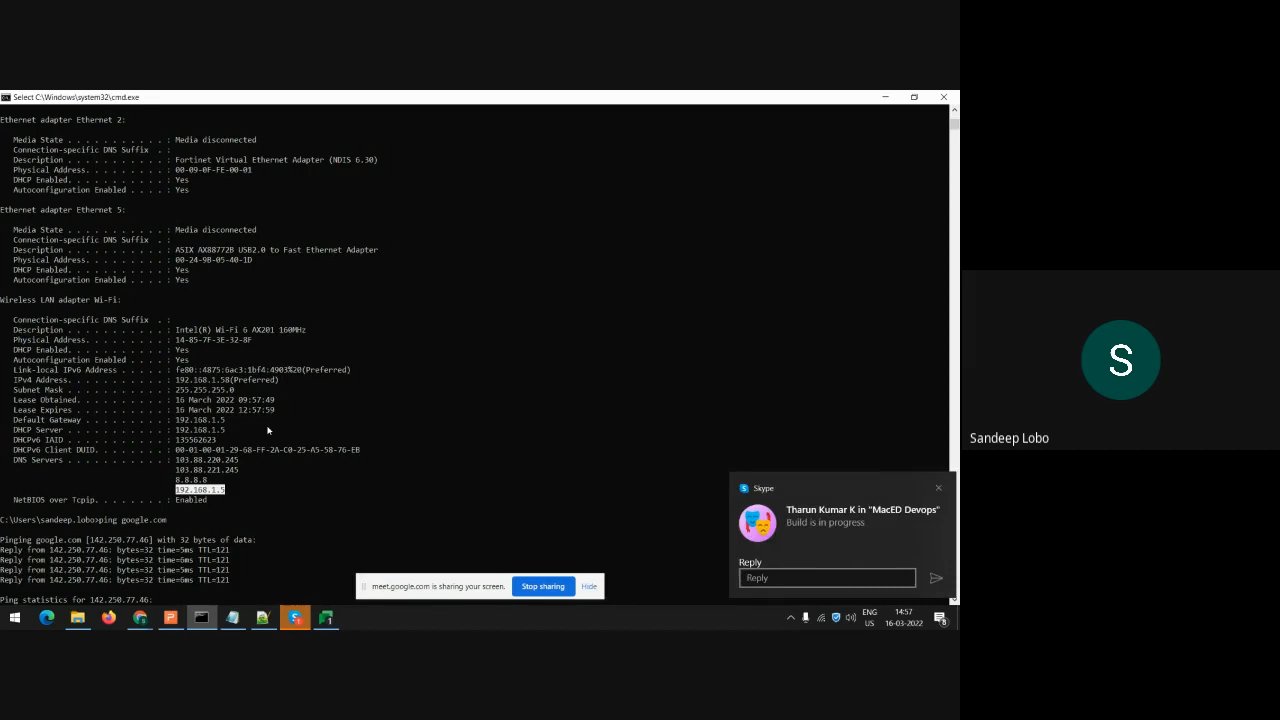 Select C:\Windows\system32\cmd.exe
Ethernet adapter Ethernet 2:
Media State . . . . . . . . . . . : Media disconnected
Connection-specific DNS Suffix . :
Description . . . . . . . . . . . : Fortinet Virtual Ethernet Adapter (NDIS 6.30)
Physical Address. . . . . . . . . : 00-09-0F-FE-00-01
DHCP Enabled. . . . . . . . . . . : Yes
Autoconfiguration Enabled . . . . : Yes
Ethernet adapter Ethernet 5:
Media State . . . . . . . . . . . : Media disconnected
Connection-specific DNS Suffix . :
Description . . . . . . . . . . . : ASIX AX88772B USB2.0 to Fast Ethernet Adapter
Physical Address. . . . . . . . . : 00-24-9B-05-40-1D
DHCP Enabled. . . . . . . . . . . : Yes
Autoconfiguration Enabled . . . . : Yes
Wireless LAN adapter Wi-Fi:
Connection-specific DNS Suffix . :
Description . . . . . . . . . . . : Intel(R) Wi-Fi 6 AX201 160MHz
Physical Address. . . . . . . . . : 14-85-7F-3E-32-8F
DHCP Enabled. . . . . . . . . . . : Yes
Autoconfiguration Enabled . . . . : Yes
Link-local IPv6 Address . . . . . : fe80::4875:6ac3:1bf4:4903%20(Preferred)
IPv4 Address. . . . . . . . . . . : 192.168.1.58(Preferred)
Subnet Mask . . . . . . . . . . . : 255.255.255.0
Lease Obtained. . . . . . . . . . : 16 March 2022 09:57:49
Lease Expires . . . . . . . . . . : 16 March 2022 12:57:59
Default Gateway . . . . . . . . . : 192.168.1.5
DHCP Server . . . . . . . . . . . : 192.168.1.5
DHCPv6 IAID . . . . . . . . . . . : 135562623
DHCPv6 Client DUID. . . . . . . . : 00-01-00-01-29-68-FF-2A-C0-25-A5-58-76-EB
DNS Servers . . . . . . . . . . . : 103.88.220.245
103.88.221.245
8.8.8.8
192.168.1.5
NetBIOS over Tcpip. . . . . . . . : Enabled
C:\Users\sandeep.lobo>ping google.com
Pinging google.com [142.250.77.46] with 32 bytes of data:
Reply from 142.250.77.46: bytes=32 time=5ms TTL=121
Reply from 142.250.77.46: bytes=32 time=6ms TTL=121
Reply from 142.250.77.46: bytes=32 time=5ms TTL=121
Reply from 142.250.77.46: bytes=32 time=6ms TTL=121
Ping statistics for 142.250.77.46:
Skype
Tharun Kumar K in "MacED Devops"
Build is in progress
Reply
Reply
meet.google.com is sharing your screen.
Stop sharing
Hide
ENG
US
14:57
16-03-2022
8
S
Sandeep Lobo